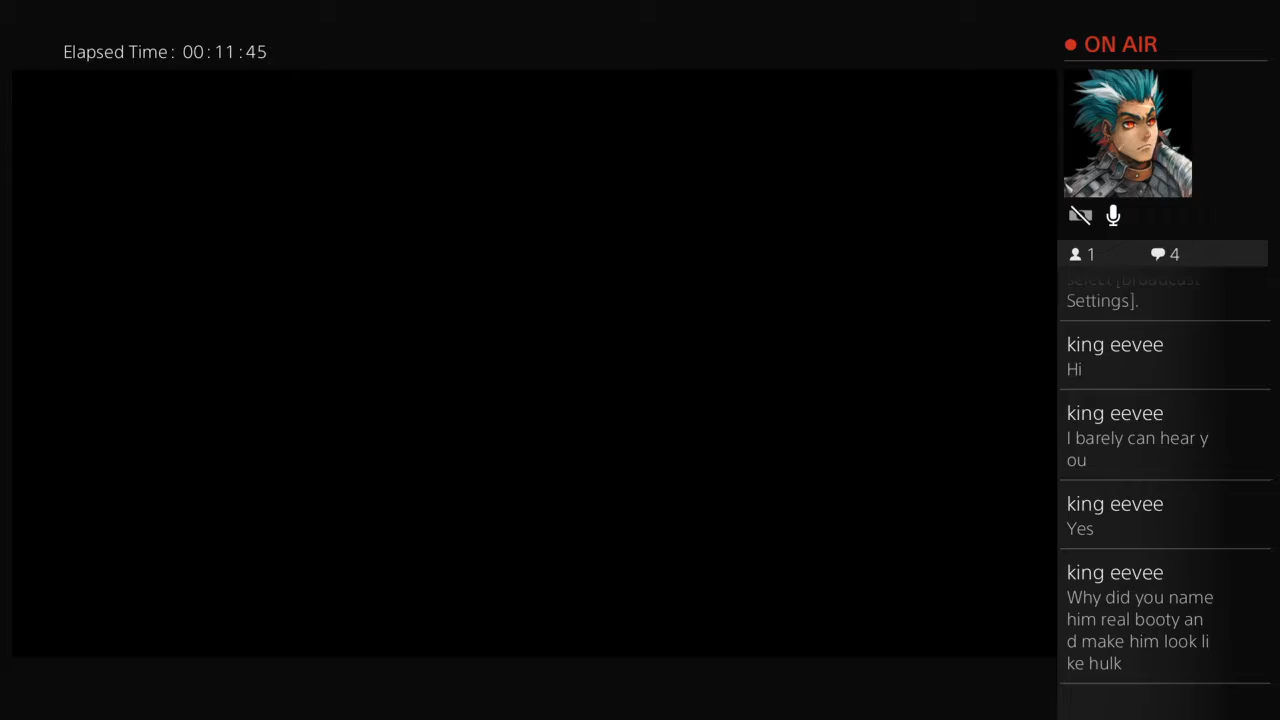 Elapsed Time: 00:11:45
ON AIR
1 4
select [Broadcast
Settings].
king eevee
Hi
king eevee
I barely can hear y
ou
king eevee
Yes
king eevee
Why did you name
him real booty an
d make him look li
ke hulk